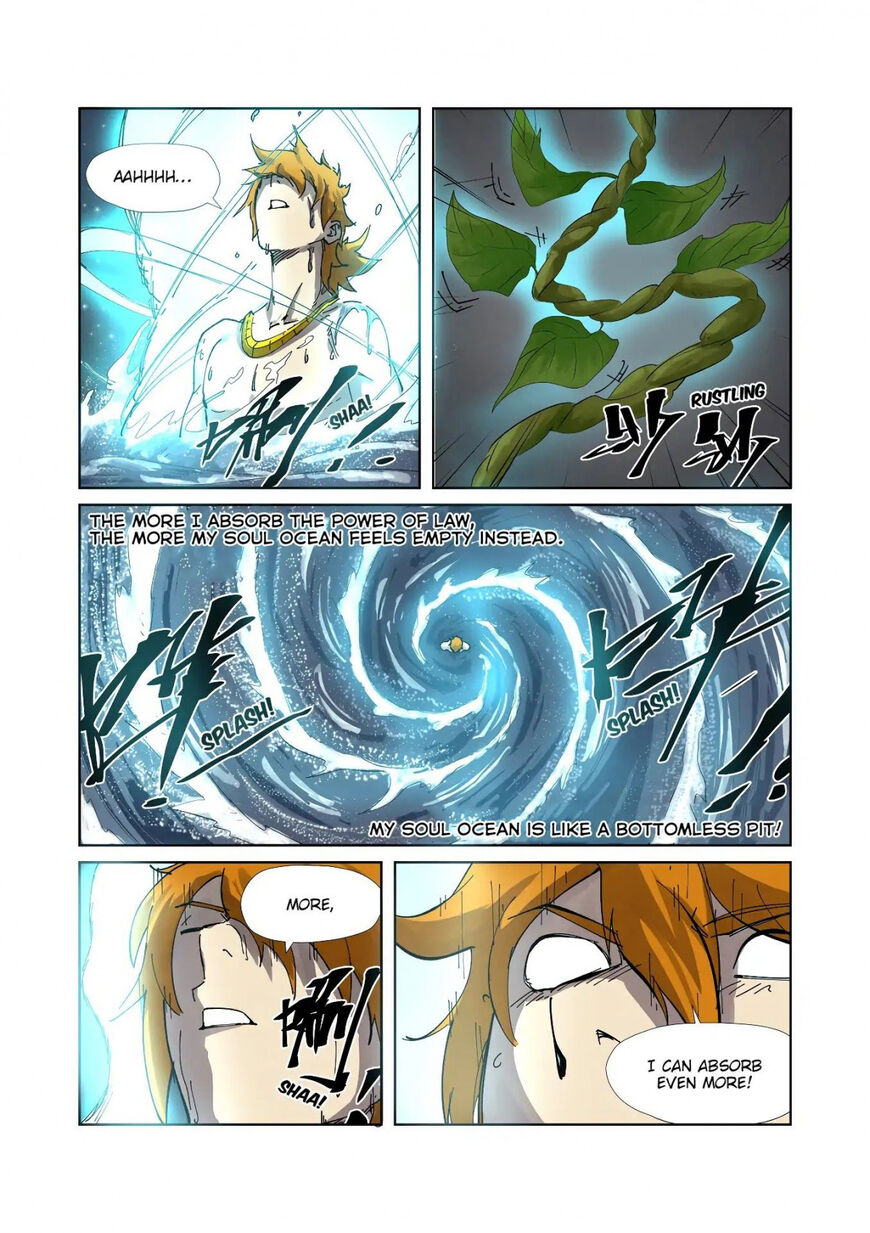 AAHHHH...
SHAA!
RUSTLING
THE MORE I ABSORB THE POWER OF LAW,
THE MORE MY SOUL OCEAN FEELS EMPTY INSTEAD.
SPLASH!
SPLASH!
MY SOUL OCEAN IS LIKE A BOTTOMLESS PIT!
MORE,
SHAA!
I CAN ABSORB
EVEN MORE!